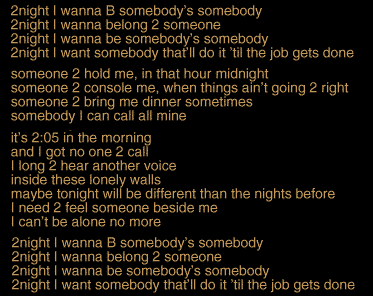 2night I wanna B somebody's somebody
2night I wanna belong 2 someone
2night I wanna be somebody's somebody
2night I want somebody that'll do it 'til the job gets done
someone 2 hold me, in that hour midnight
someone 2 console me, when things ain't going 2 right
someone 2 bring me dinner sometimes
somebody I can call all mine
it's 2:05 in the morning
and I got no one 2 call
I long 2 hear another voice
inside these lonely walls
maybe tonight will be different than the nights before
I need 2 feel someone beside me
I can't be alone no more
2night I wanna B somebody's somebody
2night I wanna belong 2 someone
2night I wanna be somebody's somebody
2night I want somebody that'll do it 'til the job gets done